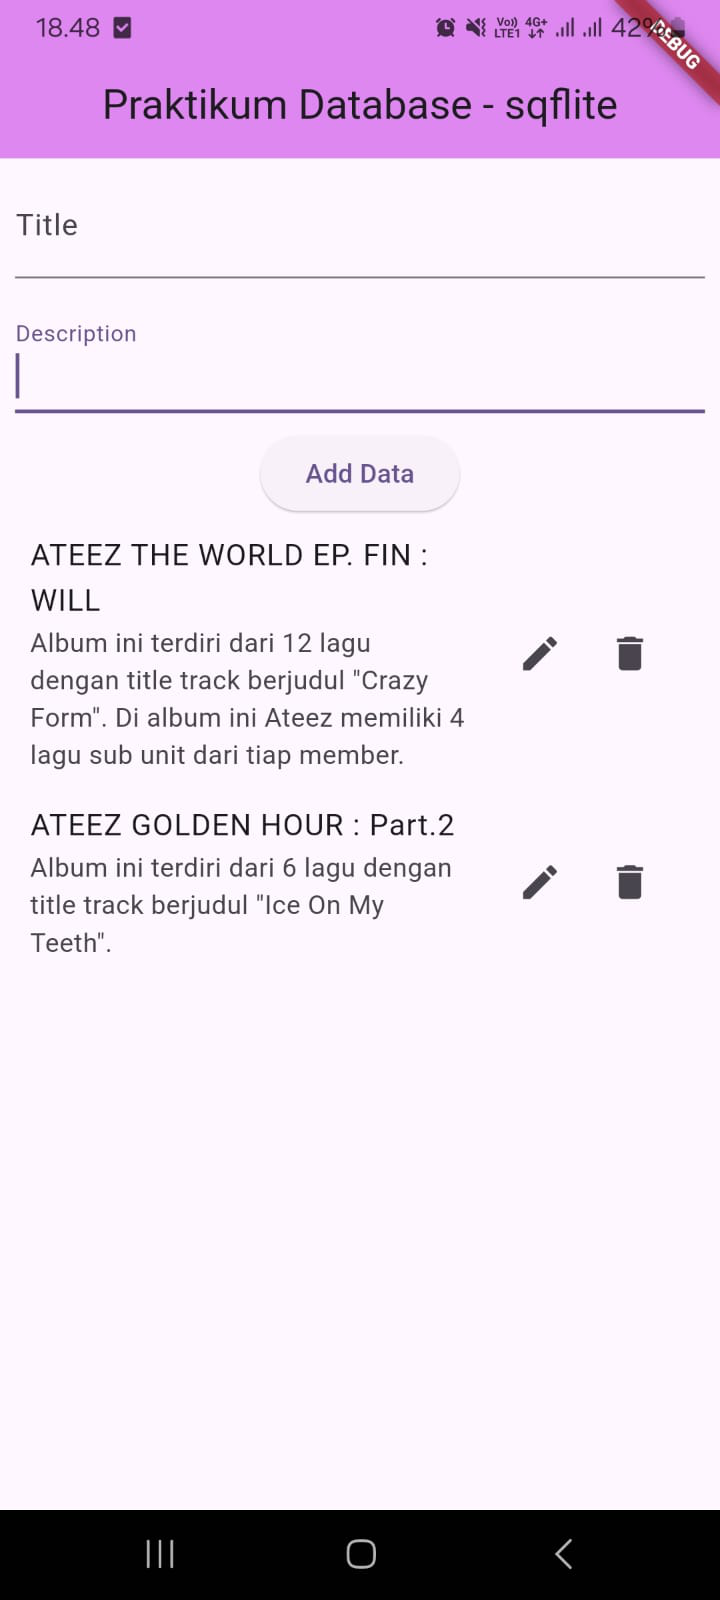 18.48
Vo)) 4G+
LTE1
42%
DEBUG
Praktikum Database - sqflite
Title
Description
Add Data
ATEEZ THE WORLD EP. FIN :
WILL
Album ini terdiri dari 12 lagu
dengan title track berjudul "Crazy
Form". Di album ini Ateez memiliki 4
lagu sub unit dari tiap member.
ATEEZ GOLDEN HOUR : Part.2
Album ini terdiri dari 6 lagu dengan
title track berjudul "Ice On My
Teeth".